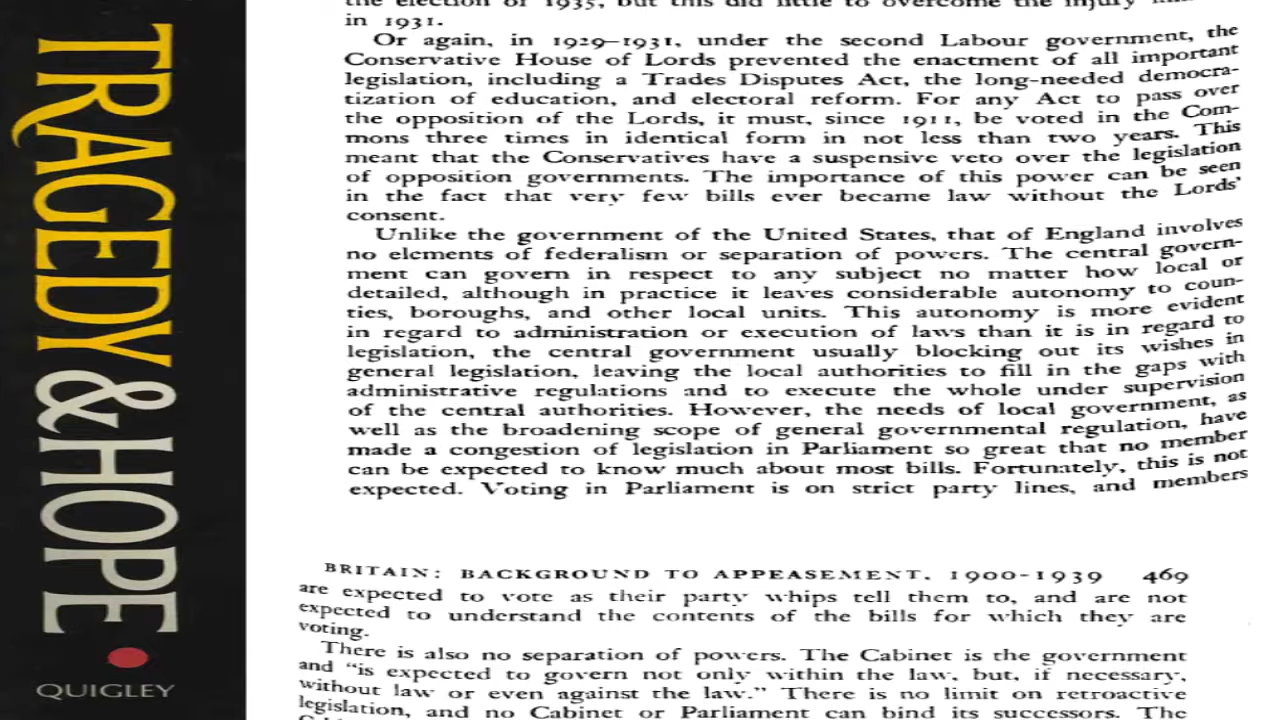 TRAGEDY & HOPE
QUIGLEY
the election of 1935, but this did little to overcome the injury
in 1931.
Or again, in 1929–1931, under the second Labour government, the
Conservative House of Lords prevented the enactment of all important
legislation, including a Trades Disputes Act, the long-needed democra-
tization of education, and electoral reform. For any Act to pass over
the opposition of the Lords, it must, since 1911, be voted in the Com-
mons three times in identical form in not less than two years. This
meant that the Conservatives have a suspensive veto over the legislation
of opposition governments. The importance of this power can be seen
in the fact that very few bills ever became law without the Lords'
consent.
Unlike the government of the United States, that of England involves
no elements of federalism or separation of powers. The central govern-
ment can govern in respect to any subject no matter how local or
detailed, although in practice it leaves considerable autonomy to coun-
ties, boroughs, and other local units. This autonomy is more evident
in regard to administration or execution of laws than it is in regard to
legislation, the central government usually blocking out its wishes in
general legislation, leaving the local authorities to fill in the gaps with
administrative regulations and to execute the whole under supervision
of the central authorities. However, the needs of local government, as
well as the broadening scope of general governmental regulation, have
made a congestion of legislation in Parliament so great that no member
can be expected to know much about most bills. Fortunately, this is not
expected. Voting in Parliament is on strict party lines, and members
BRITAIN: BACKGROUND TO APPEASEMENT, 1900-1939 469
are expected to vote as their party whips tell them to, and are not
expected to understand the contents of the bills for which they are
voting.
There is also no separation of powers. The Cabinet is the government
and "is expected to govern not only within the law, but, if necessary,
without law or even against the law." There is no limit on retroactive
legislation, and no Cabinet or Parliament can bind its successors. The